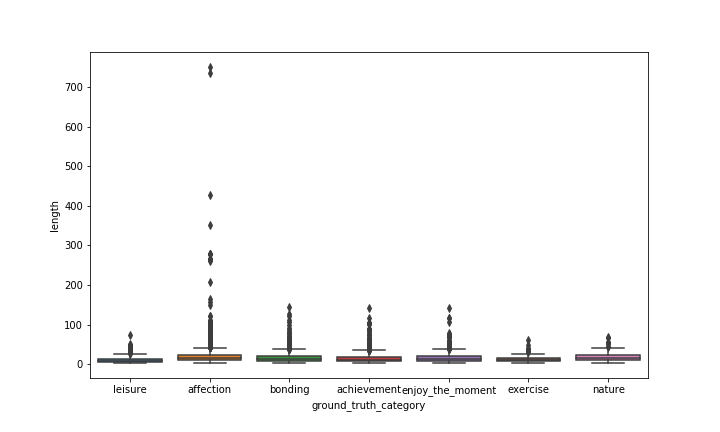 700
600
500
400
300
200
100
0
length
leisure affection bonding achievement enjoy_the_moment exercise nature
ground_truth_category